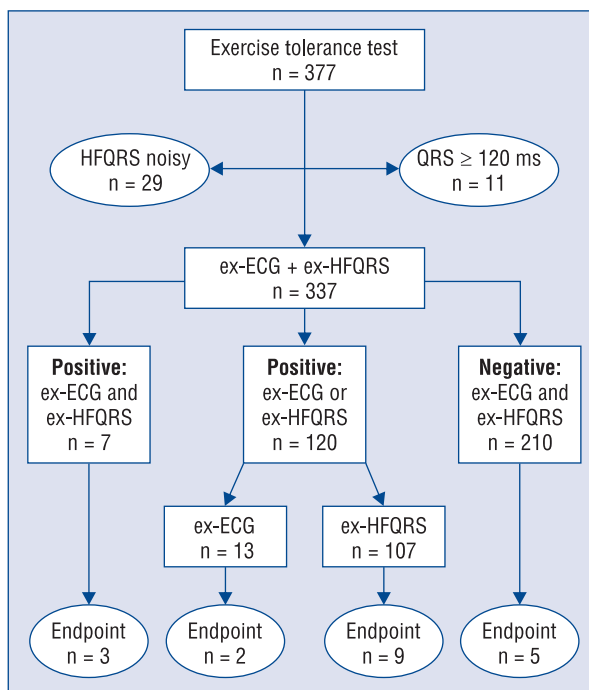 Exercise tolerance test
n = 377
HFQRS noisy
n = 29
QRS ≥ 120 ms
n = 11
ex-ECG + ex-HFQRS
n = 337
Positive:
ex-ECG and
ex-HFQRS
n = 7
Positive:
ex-ECG or
ex-HFQRS
n = 120
Negative:
ex-ECG and
ex-HFQRS
n = 210
ex-ECG
n = 13
ex-HFQRS
n = 107
Endpoint
n = 3
Endpoint
n = 2
Endpoint
n = 9
Endpoint
n = 5